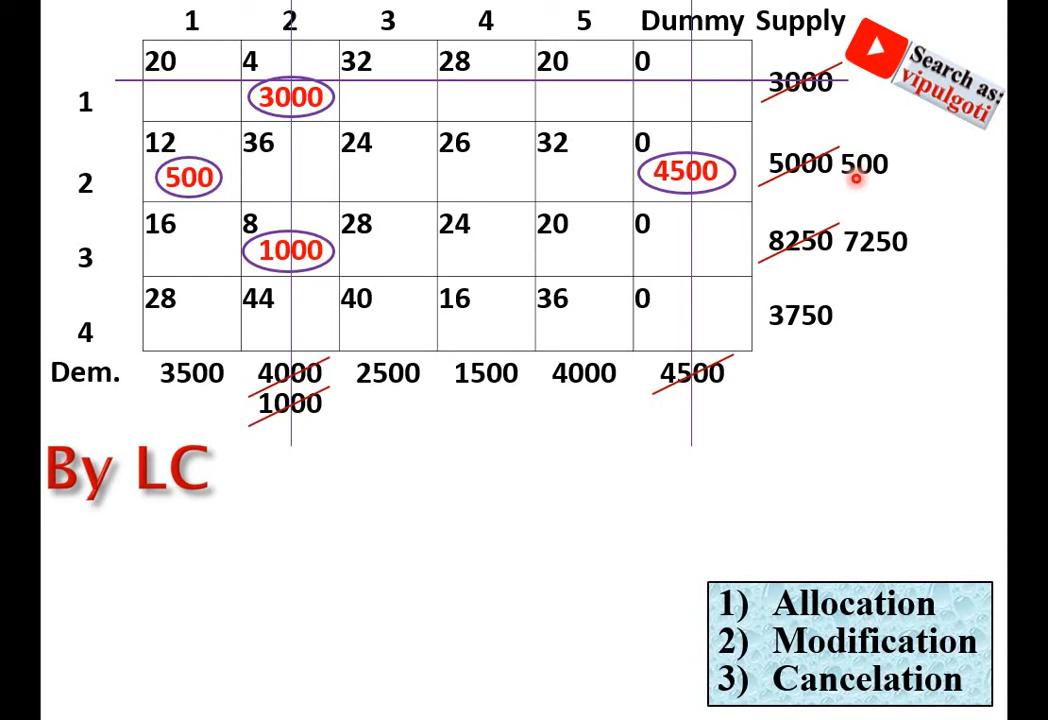 1 2 3 4 5 Dummy Supply
20 4 32 28 20 0
1 3000 3000
12 36 24 26 32 0
2 500 4500 5000 500
16 8 28 24 20 0
3 1000 8250 7250
28 44 40 16 36 0
4 3750
Dem. 3500 4000 2500 1500 4000 4500
1000
Search as:
vipulgoti
By LC
1) Allocation
2) Modification
3) Cancelation